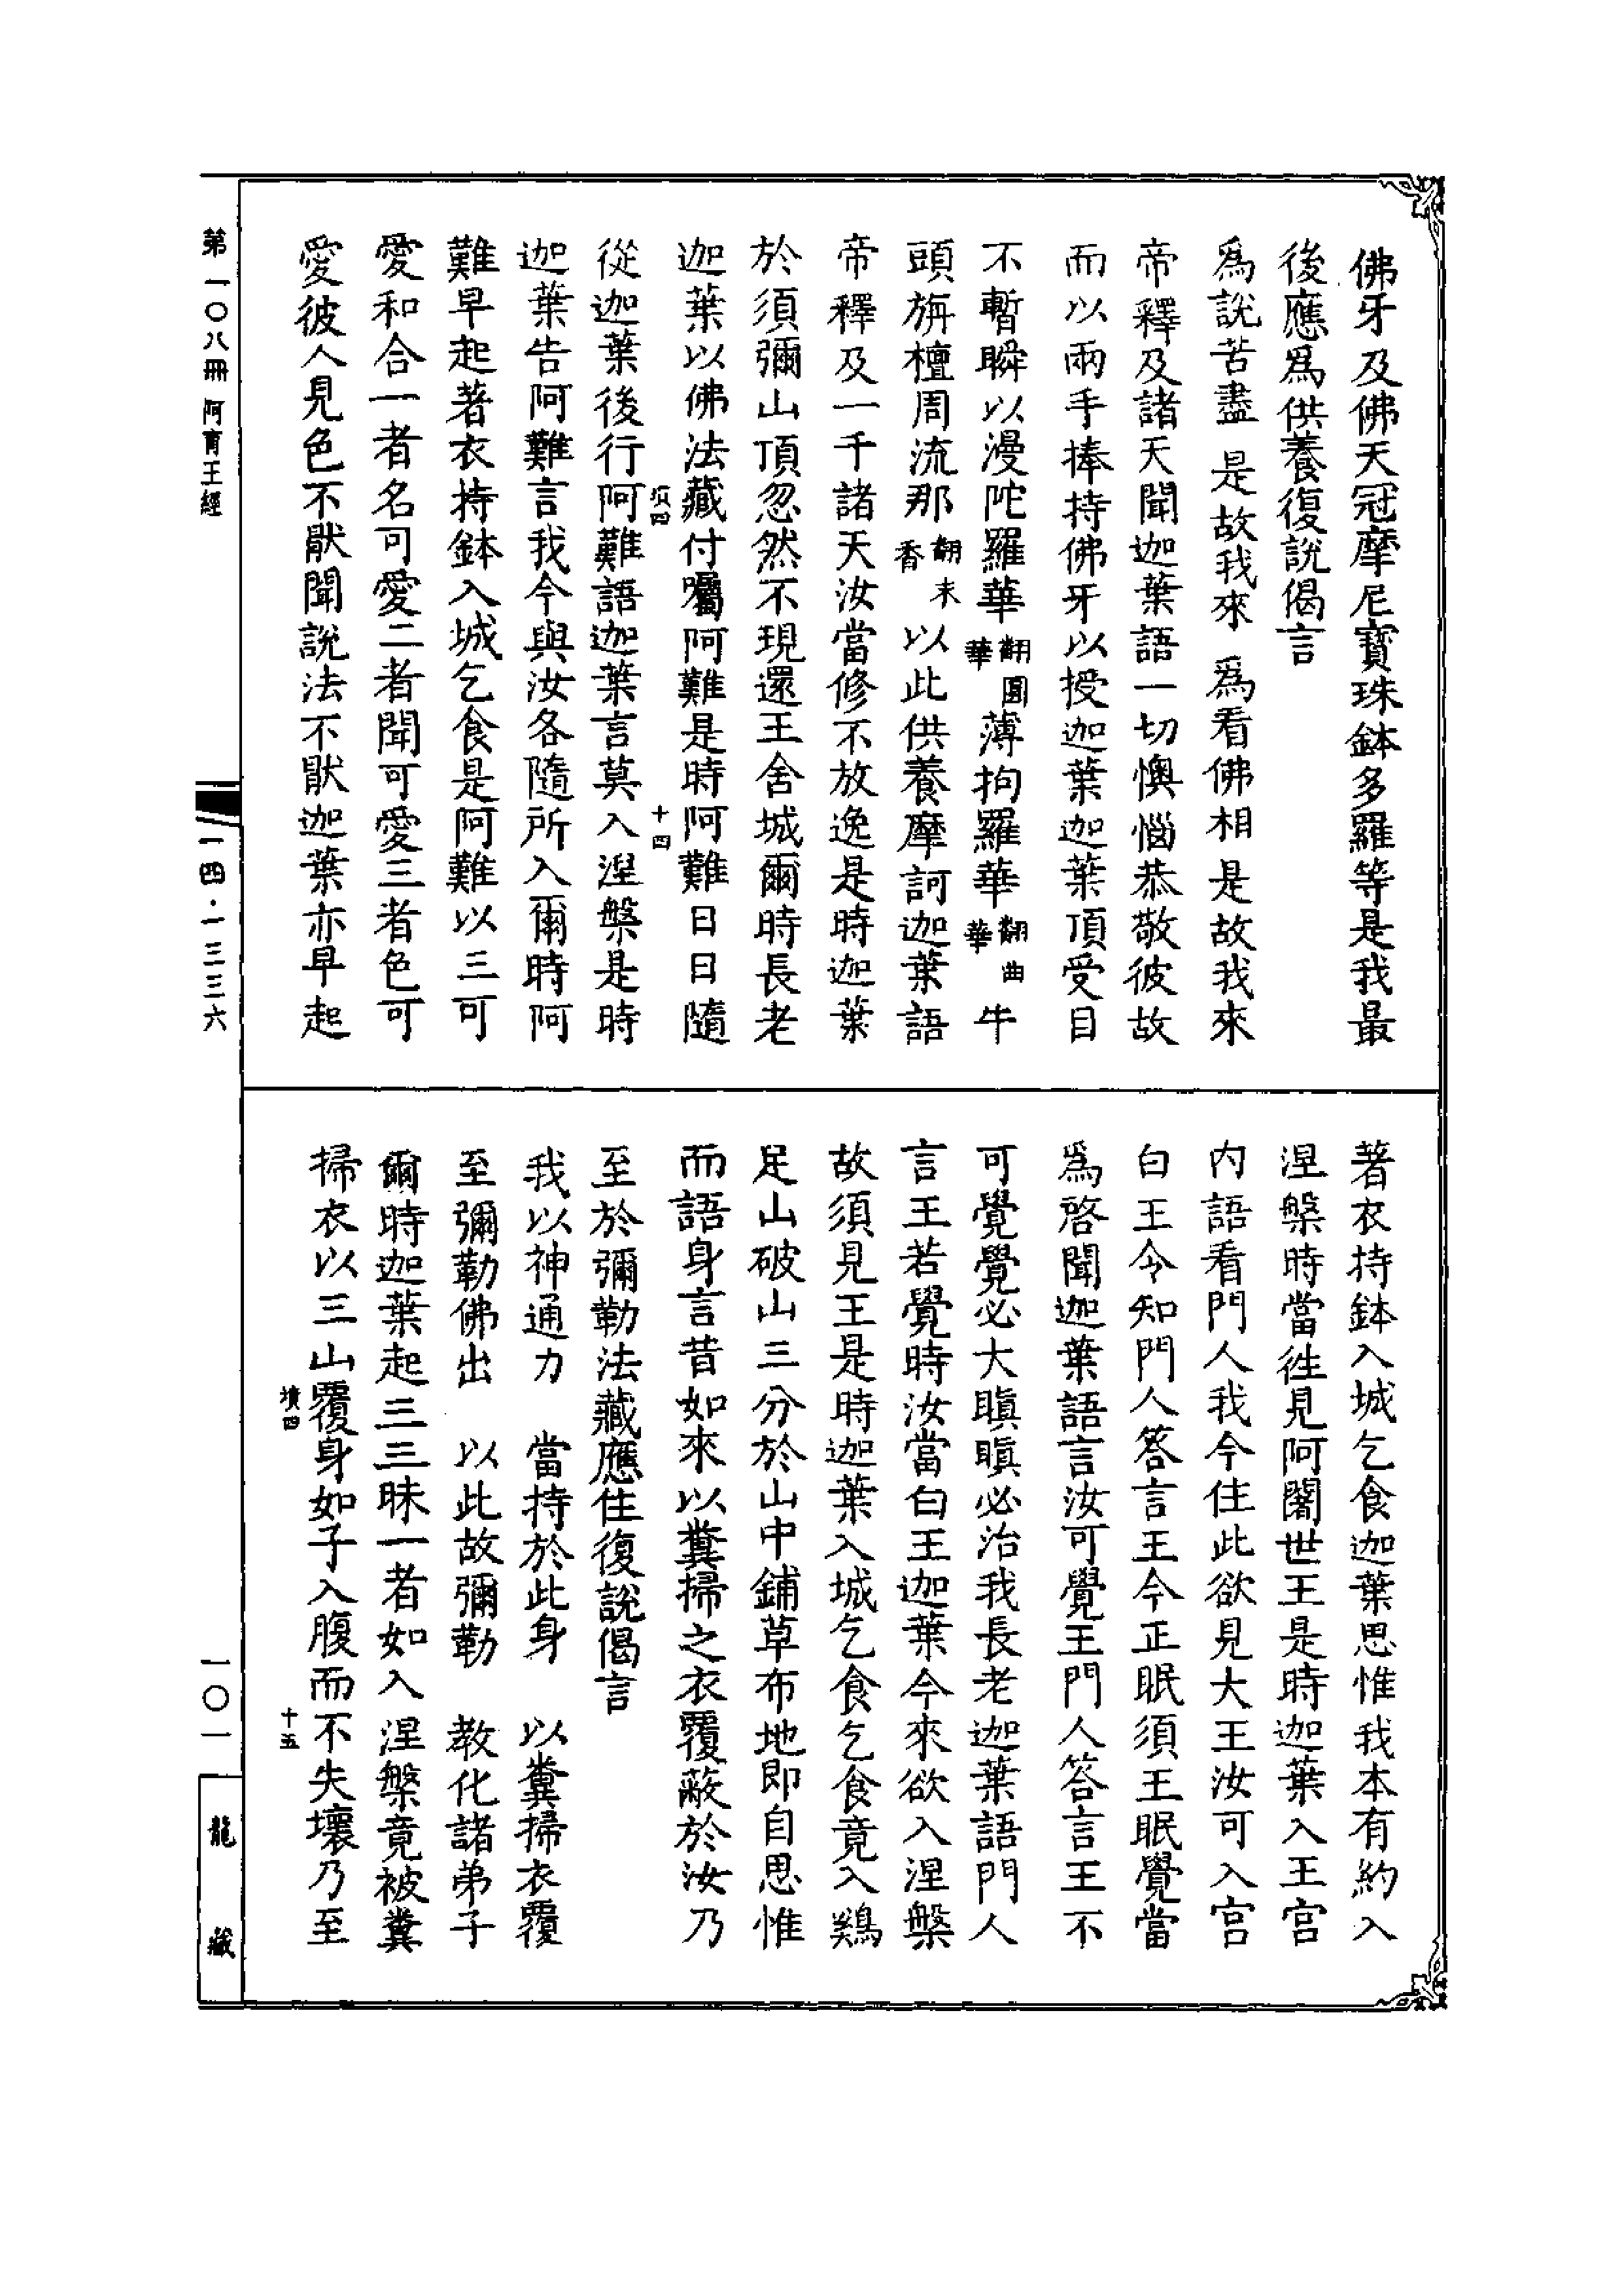 佛牙及佛天冠摩尼寶珠鉢多羅等是我最
後應爲供養復說偈言
爲說苦盡　是故我來　爲看佛相　是故我來
帝釋及諸天聞迦葉語一切懊惱恭敬彼故
而以兩手捧持佛牙以授迦葉迦葉頂受目
不暫瞬以漫陀羅華翻圓華薄拘羅華翻曲華牛
頭旃檀周流那翻末香以此供養摩訶迦葉語
帝釋及一千諸天汝當修不放逸是時迦葉
於須彌山頂忽然不現還王舍城爾時長老
迦葉以佛法藏付囑阿難是時阿難日日隨
墳四
十四
從迦葉後行阿難語迦葉言莫入涅槃是時
迦葉告阿難言我今與汝各隨所入爾時阿
難早起著衣持鉢入城乞食是阿難以三可
愛和合一者名可愛二者聞可愛三者色可
愛彼人見色不猒聞說法不猒迦葉亦早起
著衣持鉢入城乞食迦葉思惟我本有約入
涅槃時當往見阿闍世王是時迦葉入王宫
内語看門人我今住此欲見大王汝可入宫
白王令知門人答言王今正眠須王眠覺當
爲啓聞迦葉語言汝可覺王門人答言王不
可覺覺必大瞋瞋必治我長老迦葉語門人
言王若覺時汝當白王迦葉今來欲入涅槃
故須見王是時迦葉入城乞食乞食竟入鷄
足山破山三分於山中鋪草布地即自思惟
而語身言昔如來以糞掃之衣覆蔽於汝乃
至於彌勒法藏應住復說偈言
我以神通力　當持於此身　以糞掃衣覆
至彌勒佛出　以此故彌勒　教化諸弟子
爾時迦葉起三三昧一者如入涅槃竟被糞
掃衣以三山覆身如子入腹而不失壞乃至
墳四
十五
第一〇八冊　阿育王經
一四·一三三六
一〇一
龍藏